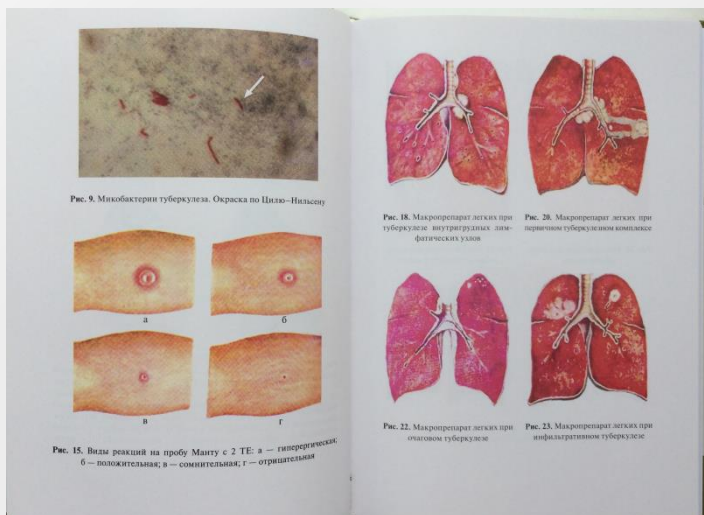 Рис. 9. Микобактерии туберкулеза. Окраска по Цилю–Нильсену
а
б
в
г
Рис. 15. Виды реакций на пробу Манту с 2 ТЕ: а — гиперергическая;
б — положительная; в — сомнительная; г — отрицательная
Рис. 18. Макропрепарат легких при
туберкулезе внутригрудных лим-
фатических узлов
Рис. 20. Макропрепарат легких при
первичном туберкулезном комплексе
Рис. 22. Макропрепарат легких при
очаговом туберкулезе
Рис. 23. Макропрепарат легких при
инфильтративном туберкулезе